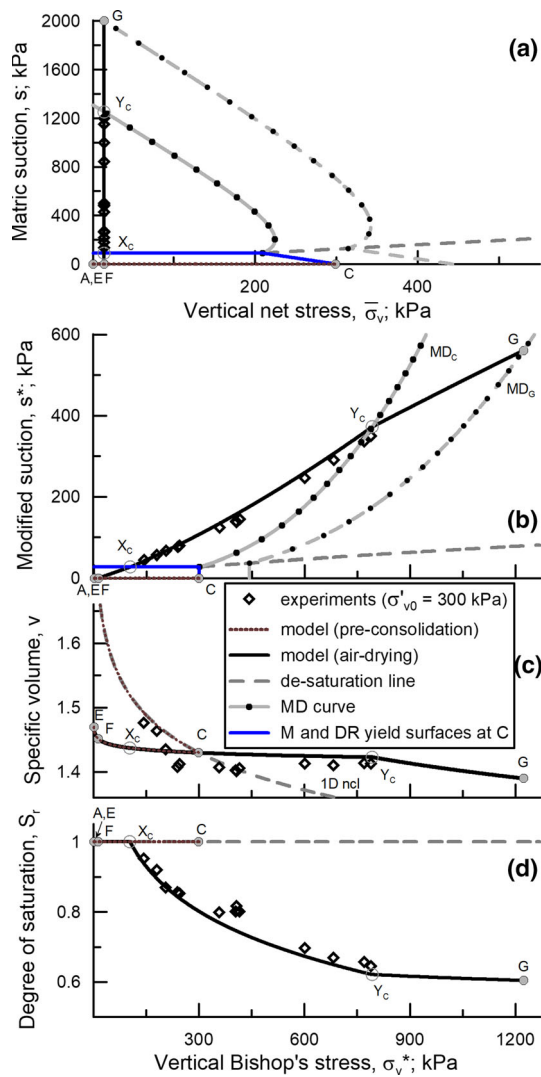 2000
G
(a)
1600
1200
Y_C
800
400
X_C
0
C
A,E F
200
400
Matric suction, s; kPa
Vertical net stress, σ̄_v; kPa
600
G
MD_C
MD_G
400
Y_C
200
X_C
(b)
0
A,E F
C
Modified suction, s*; kPa
experiments (σ'_v0 = 300 kPa)
model (pre-consolidation)
model (air-drying)
de-saturation line
MD curve
M and DR yield surfaces at C
(c)
1.6
1.5
E
F
X_C
C
1.4
Y_C
G
1D ncl
Specific volume, v
A,E
1
F
X_C
C
(d)
0.8
0.6
Y_C
G
Degree of saturation, S_r
0
300
600
900
1200
Vertical Bishop's stress, σ_v*; kPa